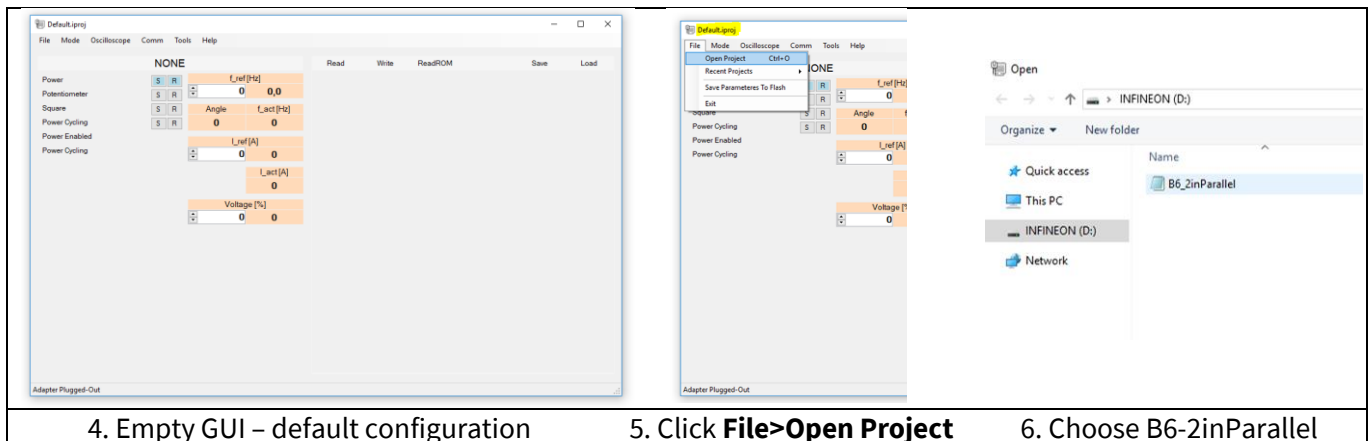 Default.iproj
File Mode Oscilloscope Comm Tools Help
NONE
Read Write ReadROM Save Load
Power S R f_ref [Hz]
Potentiometer S R 0 0,0
Square S R Angle f_act [Hz]
Power Cycling S R 0 0
Power Enabled
Power Cycling I_ref [A]
0 0
I_act [A]
0
Voltage [%]
0 0
Adapter Plugged-Out
4. Empty GUI – default configuration
Default.iproj
File Mode Oscilloscope Comm Tools Help
Open Project Ctrl+O
Recent Projects
Save Parameteres To Flash
Exit
IONE
R f_ref [Hz
R 0
Square S R Angle f
Power Cycling S R 0
Power Enabled
Power Cycling I_ref [A]
0
Voltage [%
0
Adapter Plugged-Out
5. Click File>Open Project
Open
INFINEON (D:)
Organize New folder
Name
Quick access
B6_2inParallel
This PC
INFINEON (D:)
Network
6. Choose B6-2inParallel